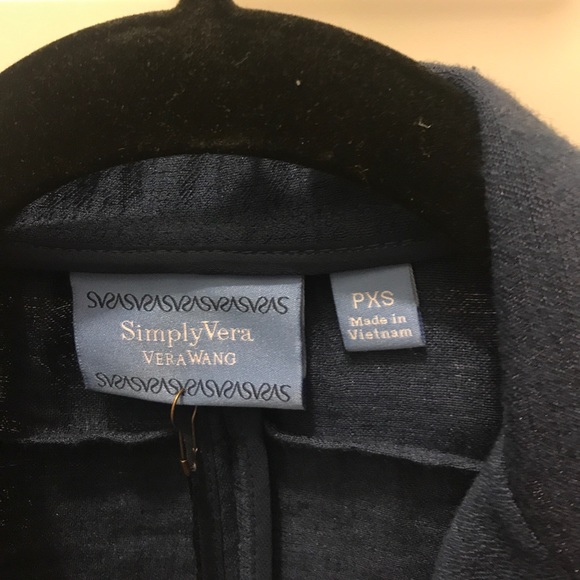 SimplyVera
VERA WANG
PXS
Made in
Vietnam